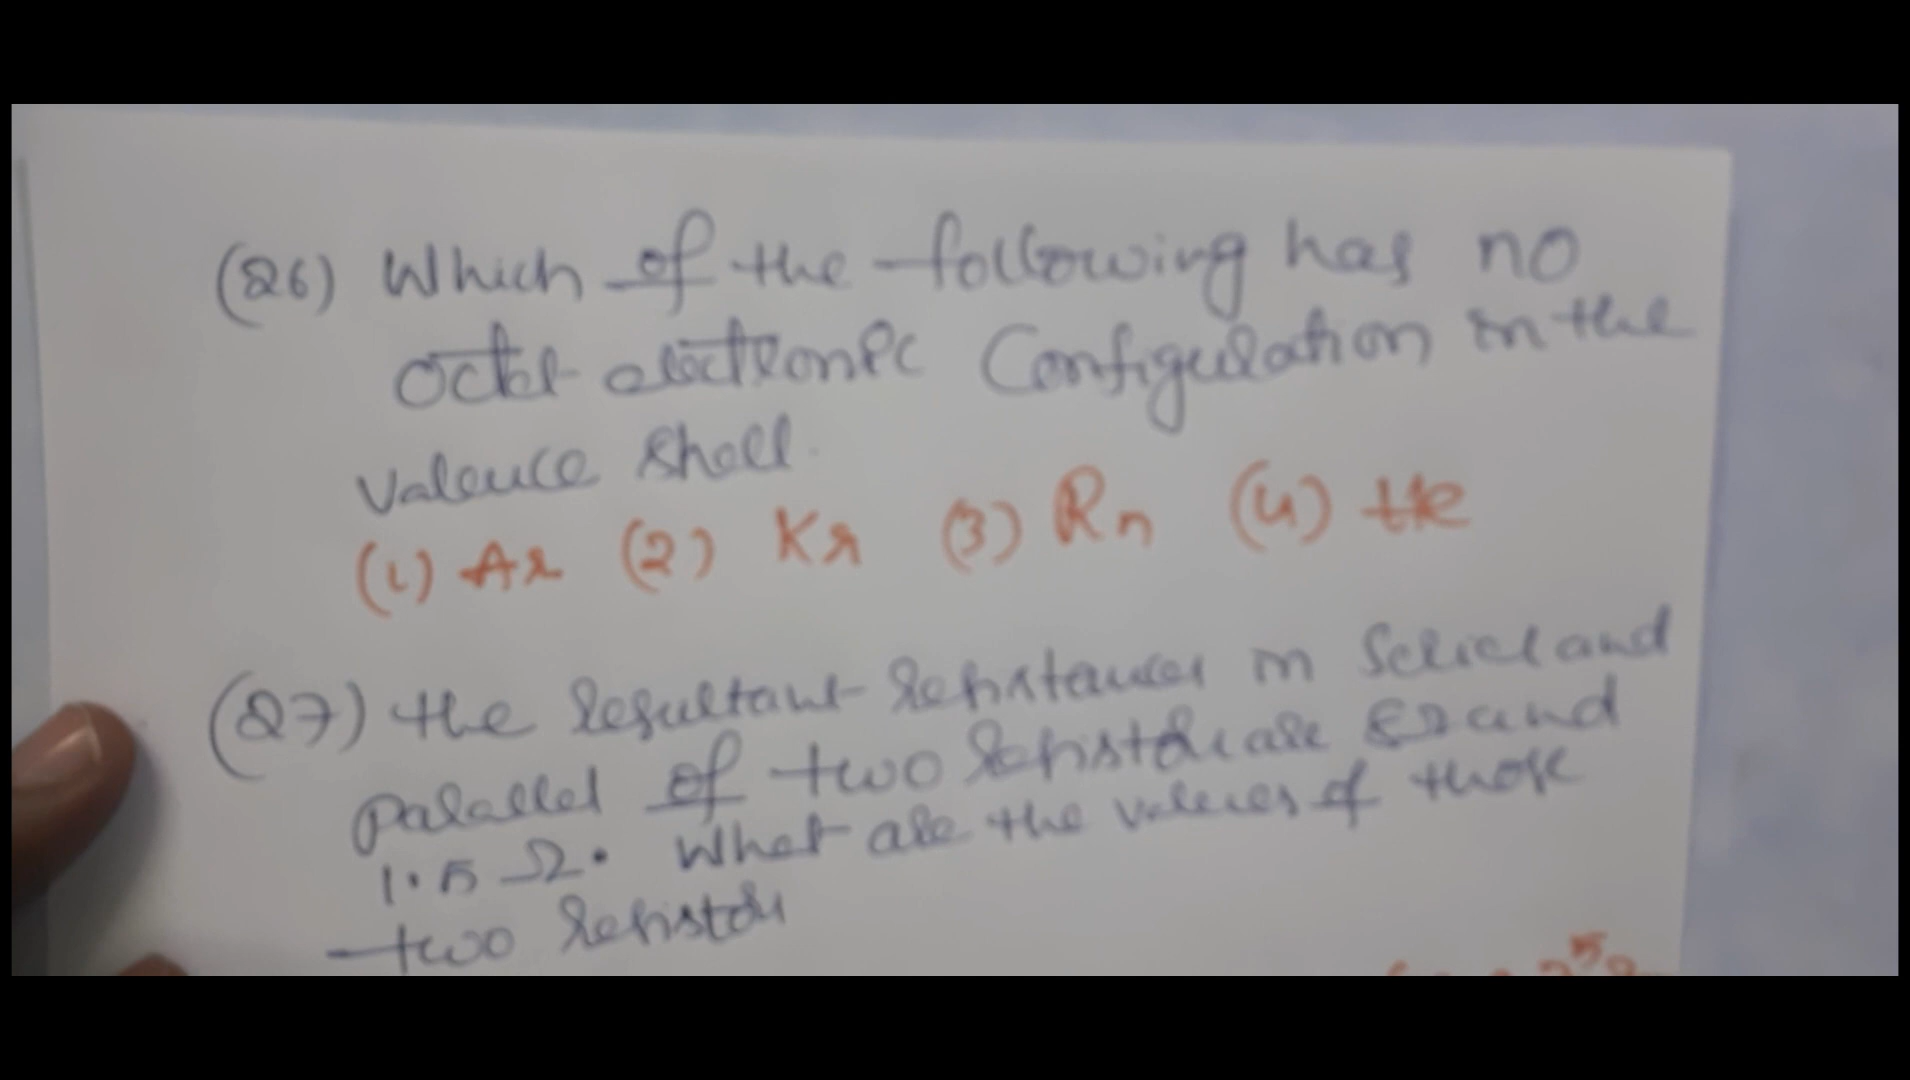 (26) Which of the following has no
octet electronic Configuration in the
valence shell.
(1) Ar (2) Kr (3) Rn (4) He
(27) the resultant resistances in series and
parallel of two resistors are 8Ω and
1.5 Ω. What are the values of those
two resistors